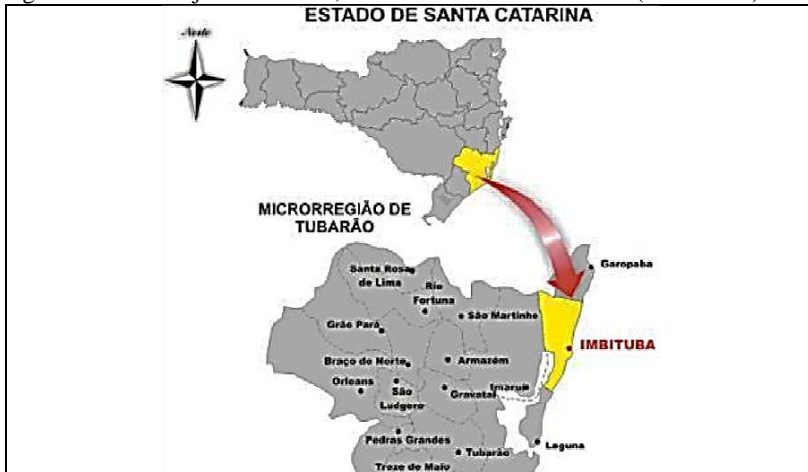 ESTADO DE SANTA CATARINA
Norte
MICRORREGIÃO DE
TUBARÃO
Garopaba
Santa Rosa
de Lima
Rio
Fortuna
São Martinho
Grão Pará
IMBITUBA
Braço do Norte
Armazém
Orleans
São
Ludgero
Gravatal
Imaruí
Pedras Grandes
Tubarão
Laguna
Treze de Maio